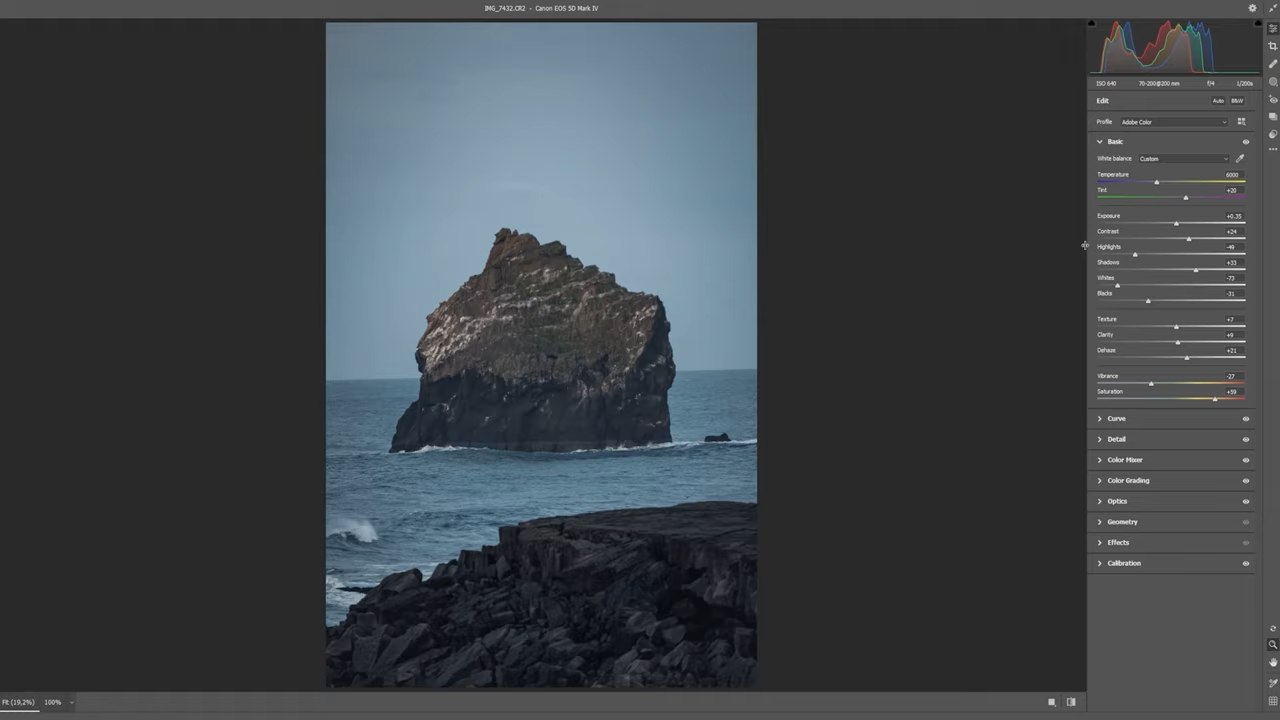 IMG_7432.CR2 - Canon EOS 5D Mark IV
ISO 640 70-200@200 mm f/4 1/200s
Edit Auto B&W
Profile Adobe Color
Basic
White balance Custom
Temperature 6000
Tint +20
Exposure +0.35
Contrast +24
Highlights -49
Shadows +33
Whites -73
Blacks -31
Texture +7
Clarity +9
Dehaze +21
Vibrance -27
Saturation +59
Curve
Detail
Color Mixer
Color Grading
Optics
Geometry
Effects
Calibration
Fit (19,2%) 100%